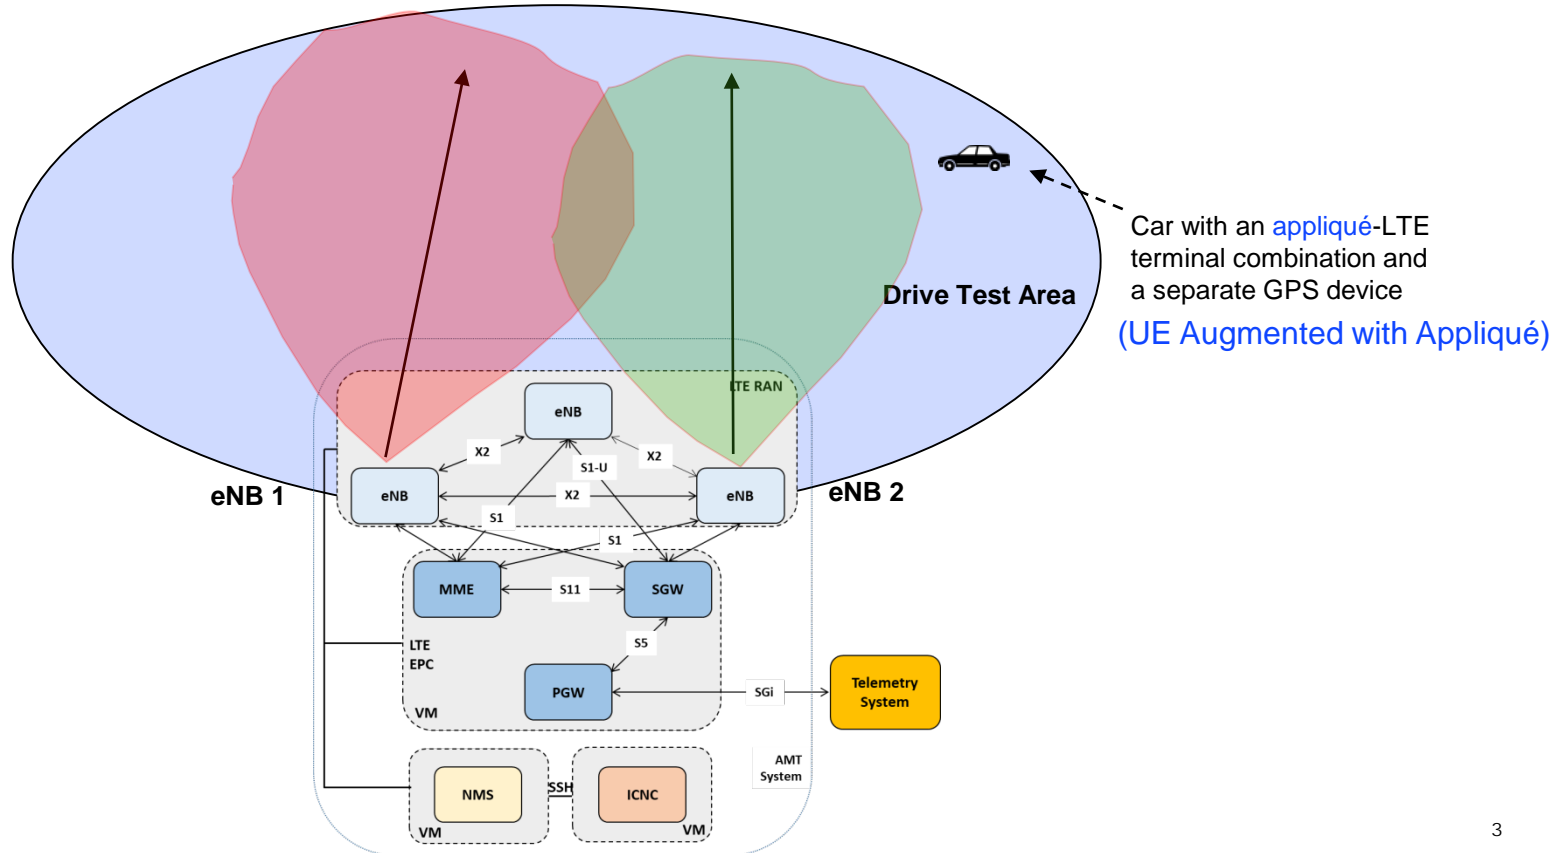 Car with an appliqué-LTE
terminal combination and
a separate GPS device
(UE Augmented with Appliqué)
Drive Test Area
LTE RAN
eNB
X2
S1-U
X2
eNB 1
eNB
X2
eNB
eNB 2
S1
S1
MME
S11
SGW
LTE
EPC
S5
PGW
SGi
Telemetry
System
VM
AMT
System
NMS
SSH
ICNC
VM
VM
3